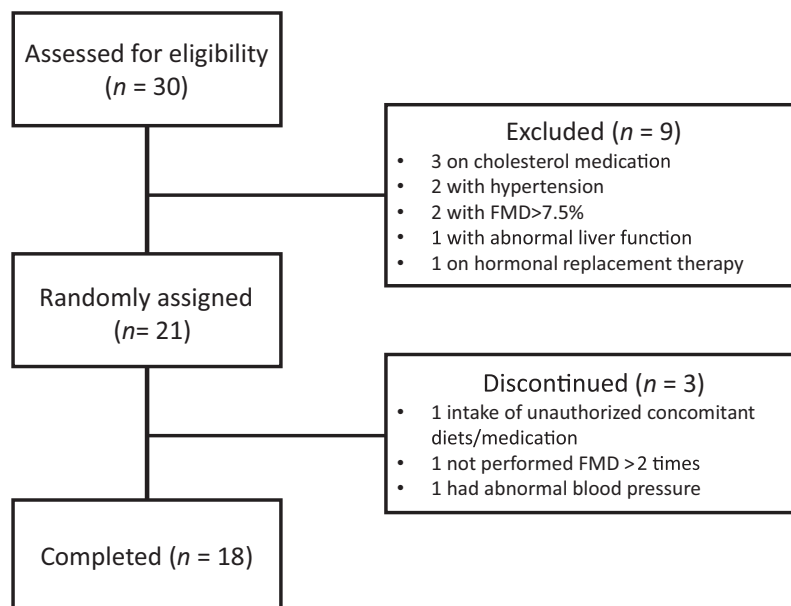 Assessed for eligibility
(n = 30)
Excluded (n = 9)
• 3 on cholesterol medication
• 2 with hypertension
• 2 with FMD>7.5%
• 1 with abnormal liver function
• 1 on hormonal replacement therapy
Randomly assigned
(n= 21)
Discontinued (n = 3)
• 1 intake of unauthorized concomitant
diets/medication
• 1 not performed FMD >2 times
• 1 had abnormal blood pressure
Completed (n = 18)